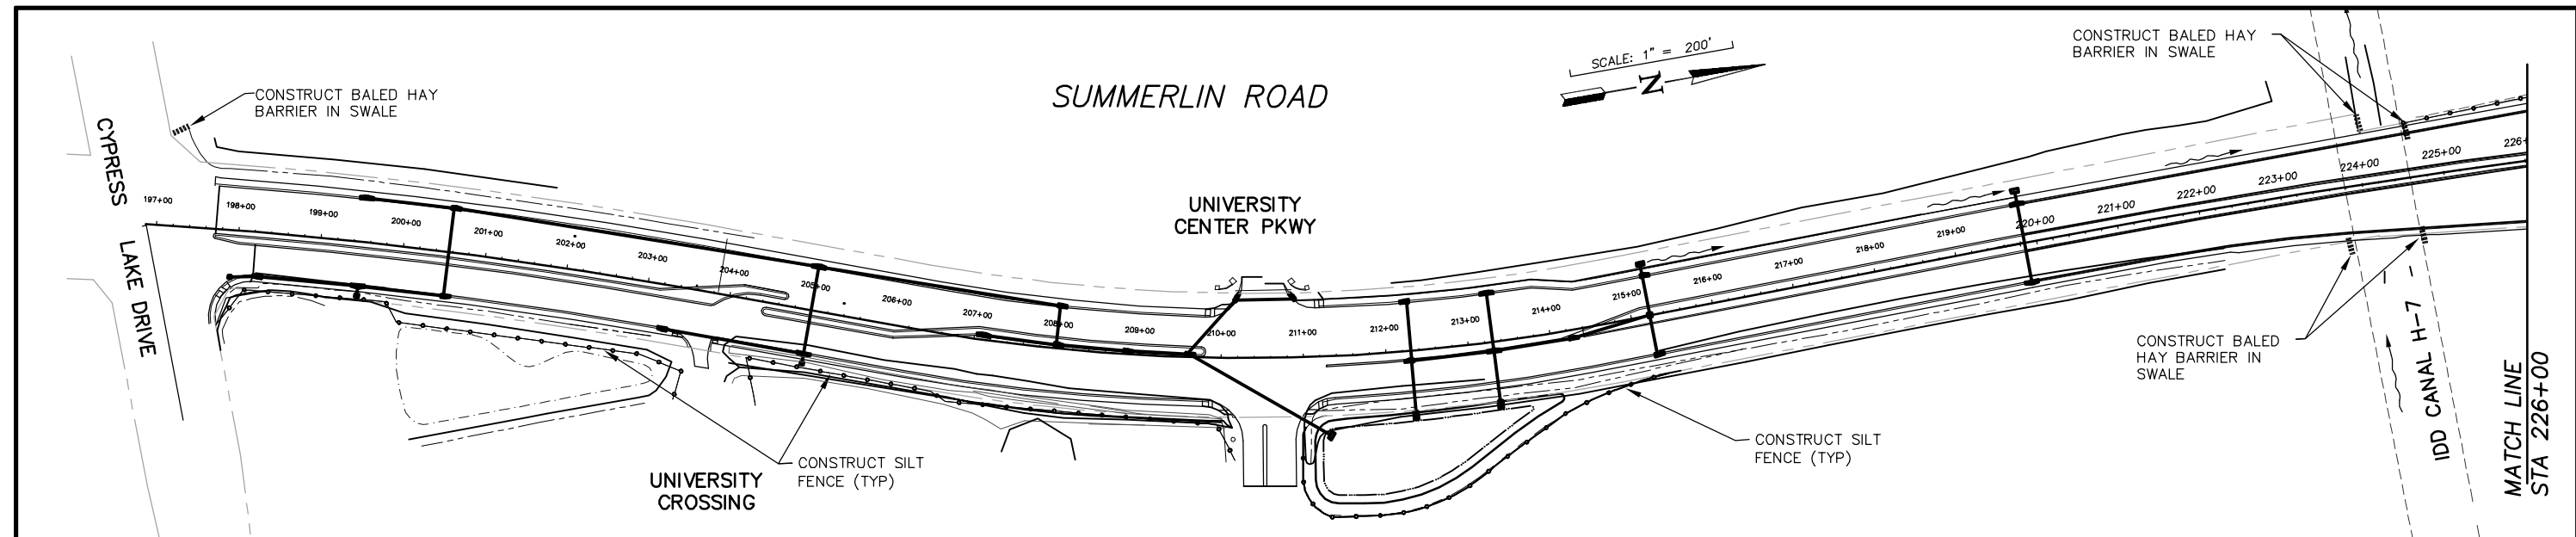 SUMMERLIN ROAD
SCALE: 1" = 200'
N
CONSTRUCT BALED HAY
BARRIER IN SWALE
CONSTRUCT BALED HAY
BARRIER IN SWALE
CYPRESS
LAKE DRIVE
UNIVERSITY
CENTER PKWY
197+00
198+00
199+00
200+00
201+00
202+00
203+00
204+00
205+00
206+00
207+00
208+00
209+00
210+00
211+00
212+00
213+00
214+00
215+00
216+00
217+00
218+00
219+00
220+00
221+00
222+00
223+00
224+00
225+00
226+
CONSTRUCT BALED
HAY BARRIER IN
SWALE
IDD CANAL H-7
MATCH LINE
STA 226+00
CONSTRUCT SILT
FENCE (TYP)
UNIVERSITY
CROSSING
CONSTRUCT SILT
FENCE (TYP)